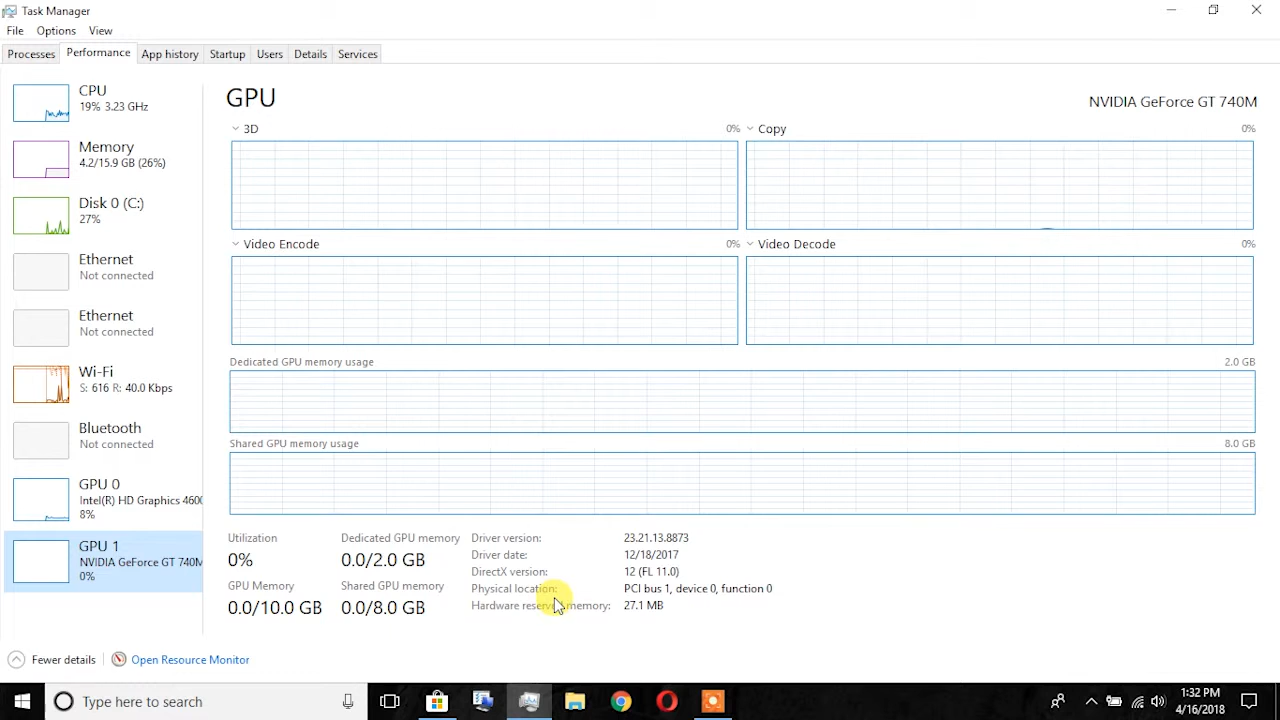 Task Manager
File Options View
Processes Performance App history Startup Users Details Services
CPU
19% 3.23 GHz
Memory
4.2/15.9 GB (26%)
Disk 0 (C:)
27%
Ethernet
Not connected
Ethernet
Not connected
Wi-Fi
S: 616 R: 40.0 Kbps
Bluetooth
Not connected
GPU 0
Intel(R) HD Graphics 4600
8%
GPU 1
NVIDIA GeForce GT 740M
0%
GPU
NVIDIA GeForce GT 740M
3D 0%
Copy 0%
Video Encode 0%
Video Decode 0%
Dedicated GPU memory usage 2.0 GB
Shared GPU memory usage 8.0 GB
Utilization
0%
Dedicated GPU memory
0.0/2.0 GB
GPU Memory
0.0/10.0 GB
Shared GPU memory
0.0/8.0 GB
Driver version: 23.21.13.8873
Driver date: 12/18/2017
DirectX version: 12 (FL 11.0)
Physical location: PCI bus 1, device 0, function 0
Hardware reserved memory: 27.1 MB
Fewer details Open Resource Monitor
Type here to search
1:32 PM
4/16/2018